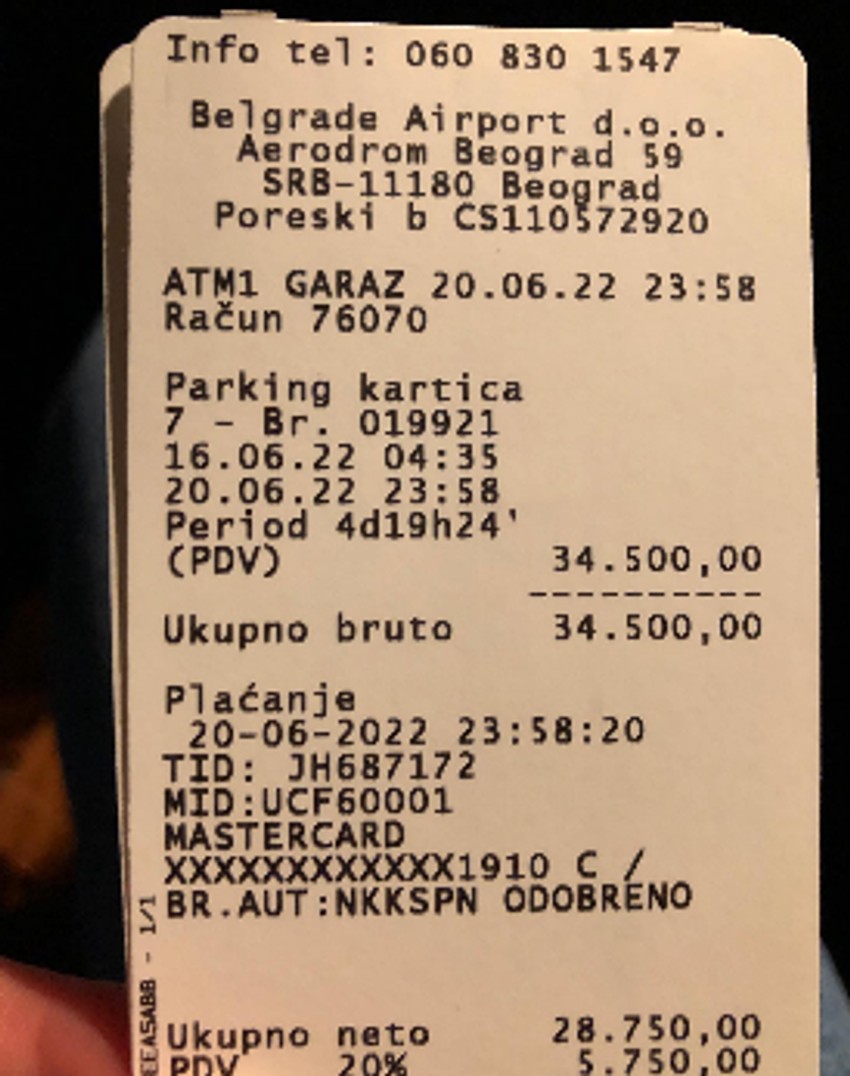 Info tel: 060 830 1547
Belgrade Airport d.o.o.
Aerodrom Beograd 59
SRB-11180 Beograd
Poreski b CS110572920
ATM1 GARAZ 20.06.22 23:58
Račun 76070
Parking kartica
7 - Br. 019921
16.06.22 04:35
20.06.22 23:58
Period 4d19h24'
(PDV) 34.500,00
----------
Ukupno bruto 34.500,00
Plaćanje
20-06-2022 23:58:20
TID: JH687172
MID:UCF60001
MASTERCARD
XXXXXXXXXXXX1910 C /
BR.AUT:NKKSPN ODOBRENO
Ukupno neto 28.750,00
PDV 20% 5.750,00
EEA5ABB - 1/1